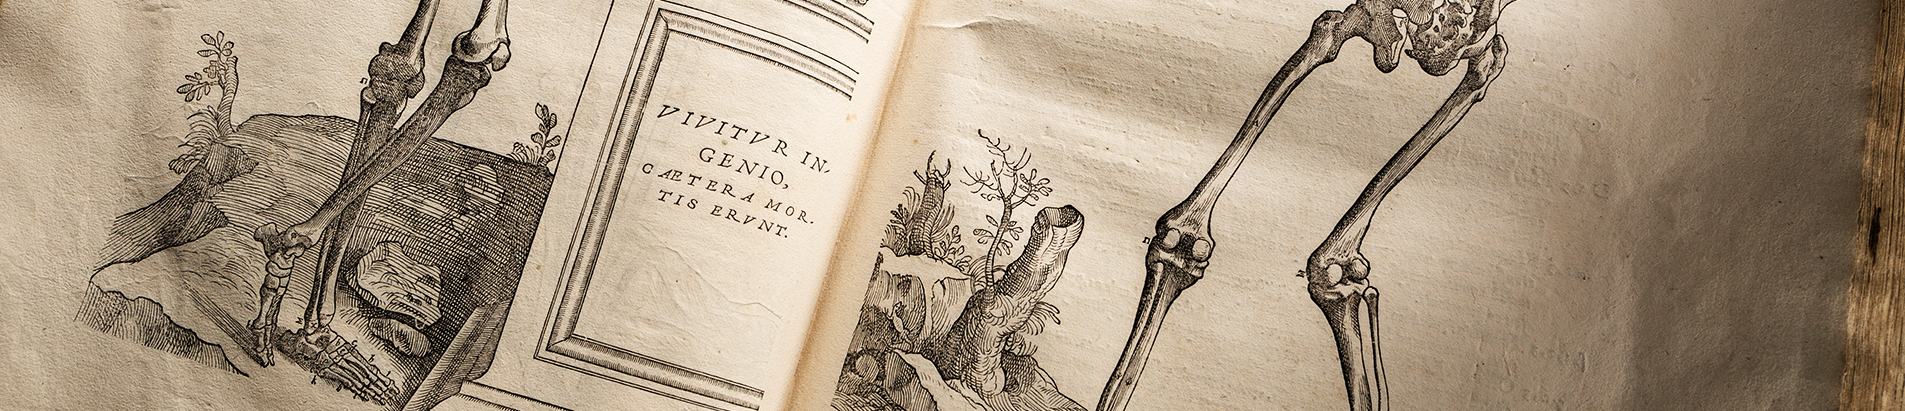 VIVITVR IN,
GENIO,
CÆTERA MOR.
TIS ERVNT.